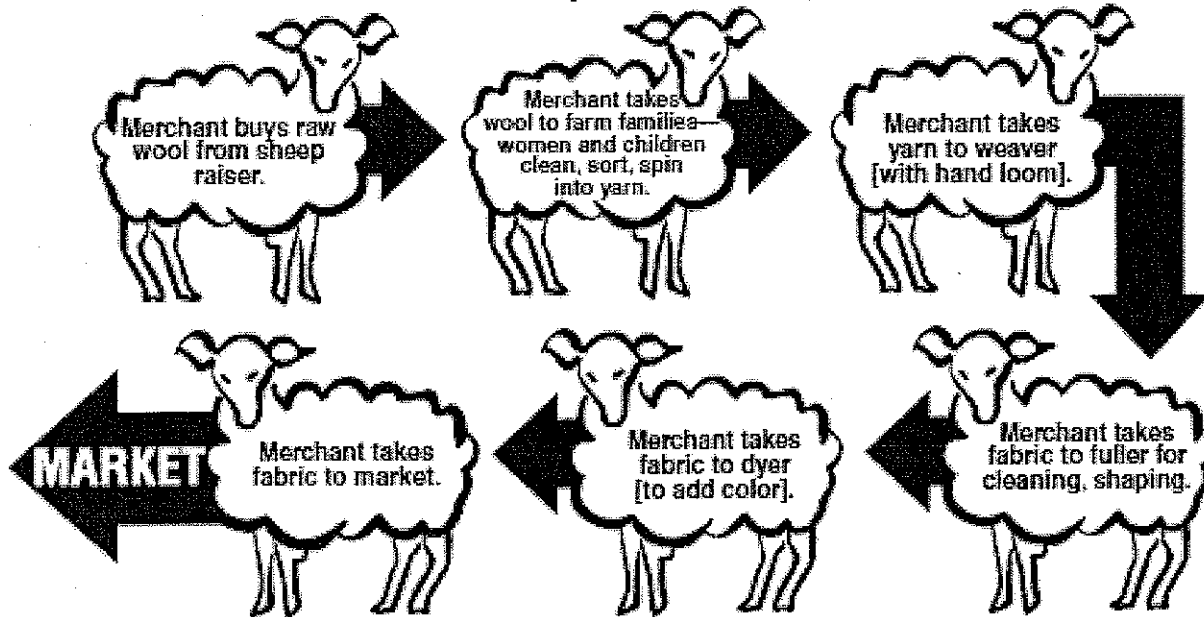 Merchant buys raw
wool from sheep
raiser.
Merchant takes
wool to farm families—
women and children
clean, sort, spin
into yarn.
Merchant takes
yarn to weaver
[with hand loom].
Merchant takes
fabric to fuller for
cleaning, shaping.
Merchant takes
fabric to dyer
[to add color].
Merchant takes
fabric to market.
MARKET